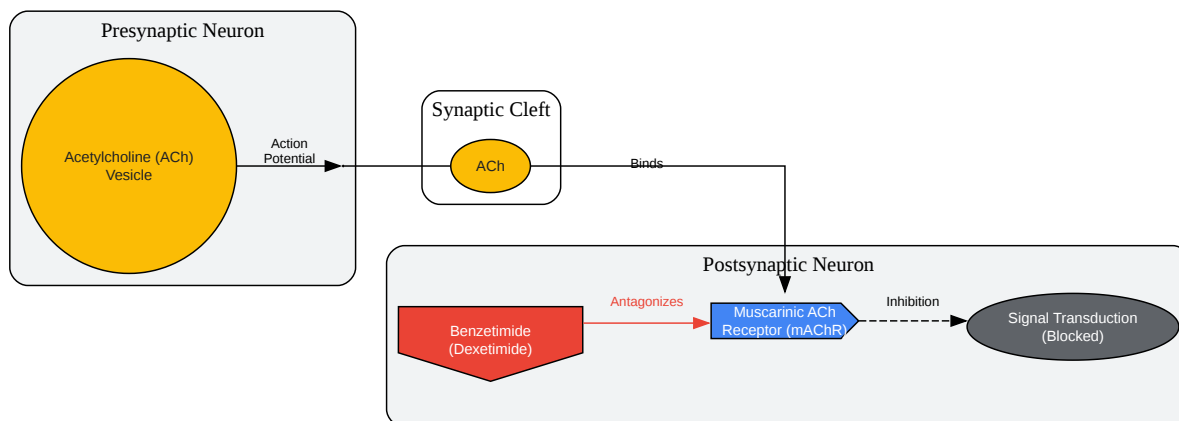 Presynaptic Neuron
Acetylcholine (ACh)
Vesicle
Action
Potential
Synaptic Cleft
ACh
Binds
Postsynaptic Neuron
Benzetimide
(Dexetimide)
Antagonizes
Muscarinic ACh
Receptor (mAChR)
Inhibition
Signal Transduction
(Blocked)